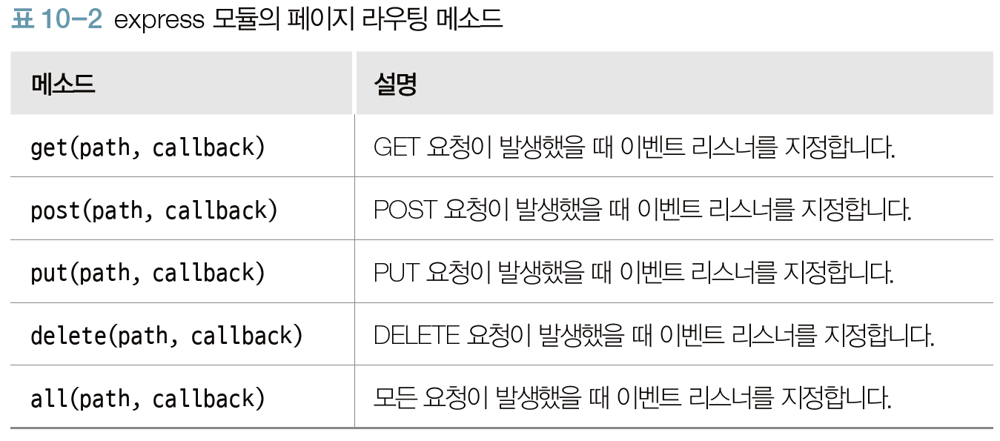 표 10-2 express 모듈의 페이지 라우팅 메소드
메소드 설명
get(path, callback) GET 요청이 발생했을 때 이벤트 리스너를 지정합니다.
post(path, callback) POST 요청이 발생했을 때 이벤트 리스너를 지정합니다.
put(path, callback) PUT 요청이 발생했을 때 이벤트 리스너를 지정합니다.
delete(path, callback) DELETE 요청이 발생했을 때 이벤트 리스너를 지정합니다.
all(path, callback) 모든 요청이 발생했을 때 이벤트 리스너를 지정합니다.